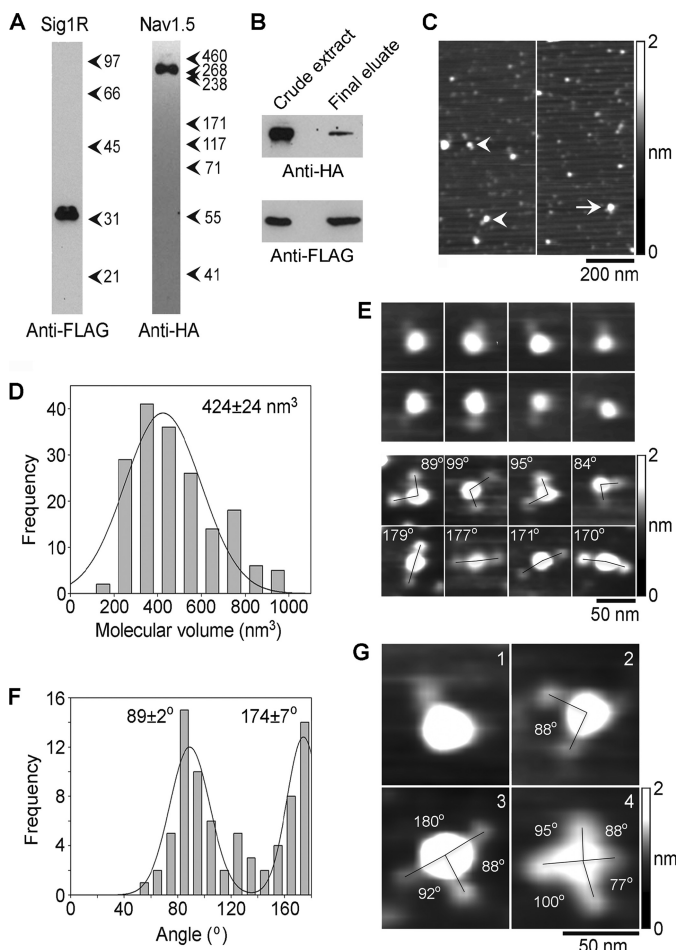 A
Sig1R
Nav1.5
97
66
45
31
21
460
268
238
171
117
71
55
41
Anti-FLAG
Anti-HA
B
Crude extract
Final eluate
Anti-HA
Anti-FLAG
C
2
nm
0
200 nm
D
424±24 nm³
Frequency
40
30
20
10
0
0 200 400 600 800 1000
Molecular volume (nm³)
E
89° 99° 95° 84°
179° 177° 171° 170°
2
nm
0
50 nm
F
89±2° 174±7°
Frequency
16
12
8
4
0
0 40 80 120 160
Angle (°)
G
1
2
88°
3
180°
88°
92°
4
95° 88°
77°
100°
2
nm
0
50 nm